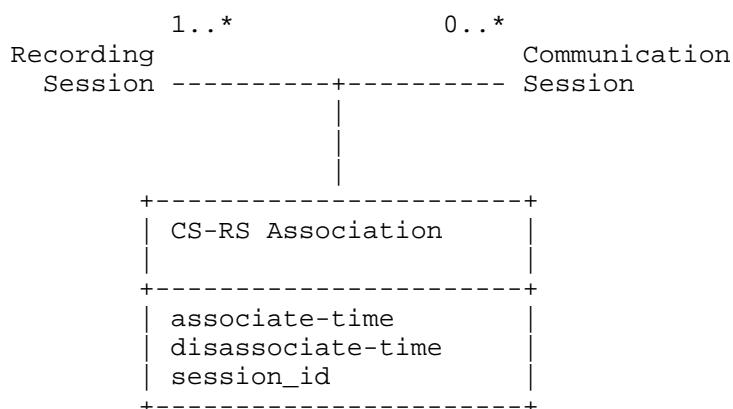 1..* 0..*
Recording Communication
Session Session
CS-RS Association
associate-time
disassociate-time
session_id